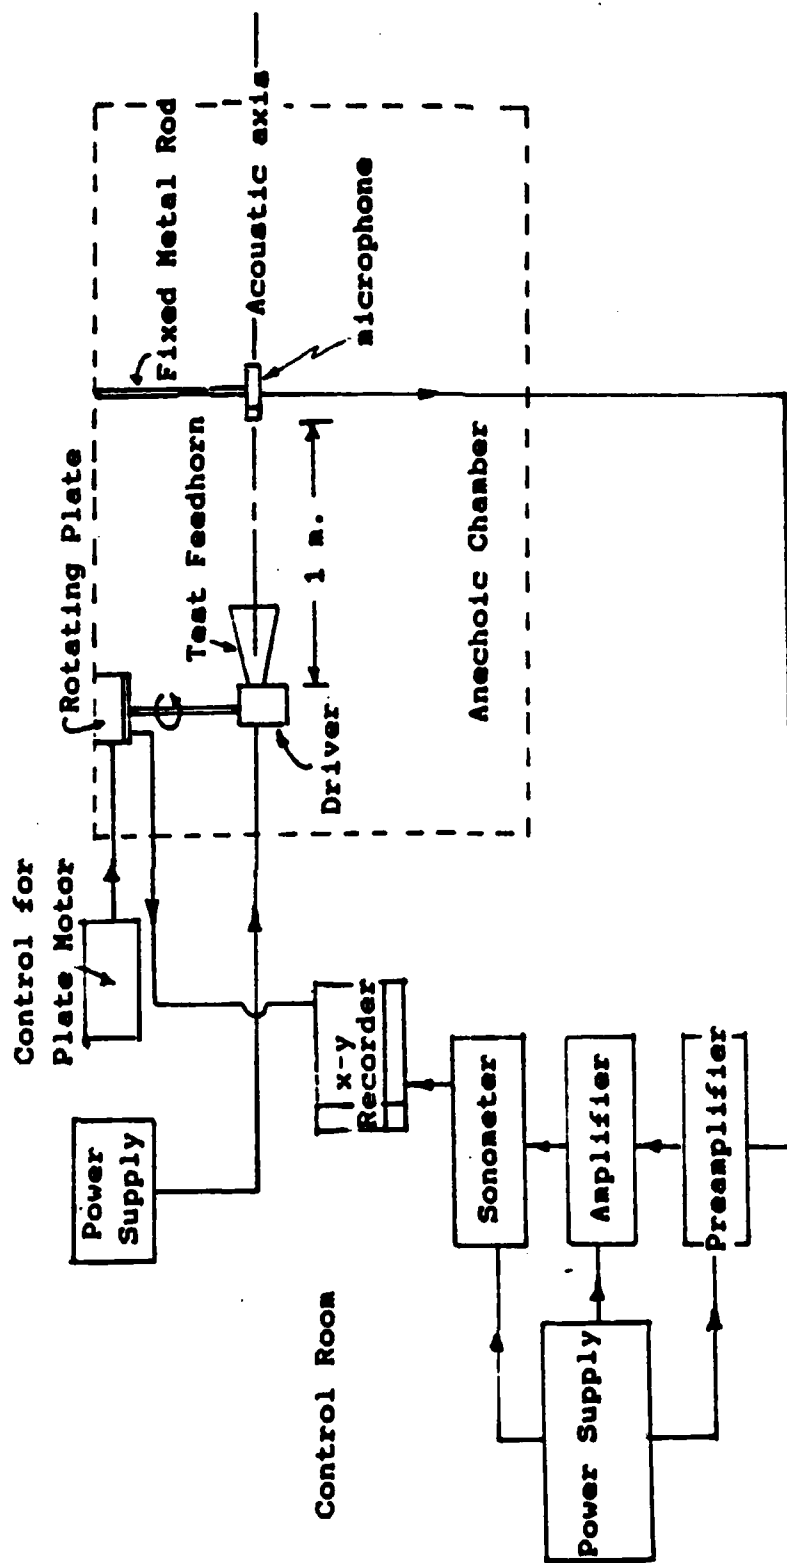 Control for
Plate Motor
Rotating Plate
Fixed Metal Rod
Power
Supply
Test Feedhorn
Acoustic axis
Driver
microphone
1 m.
x-y
Recorder
Anechoic Chamber
Control Room
Sonometer
Amplifier
Power Supply
Preamplifier